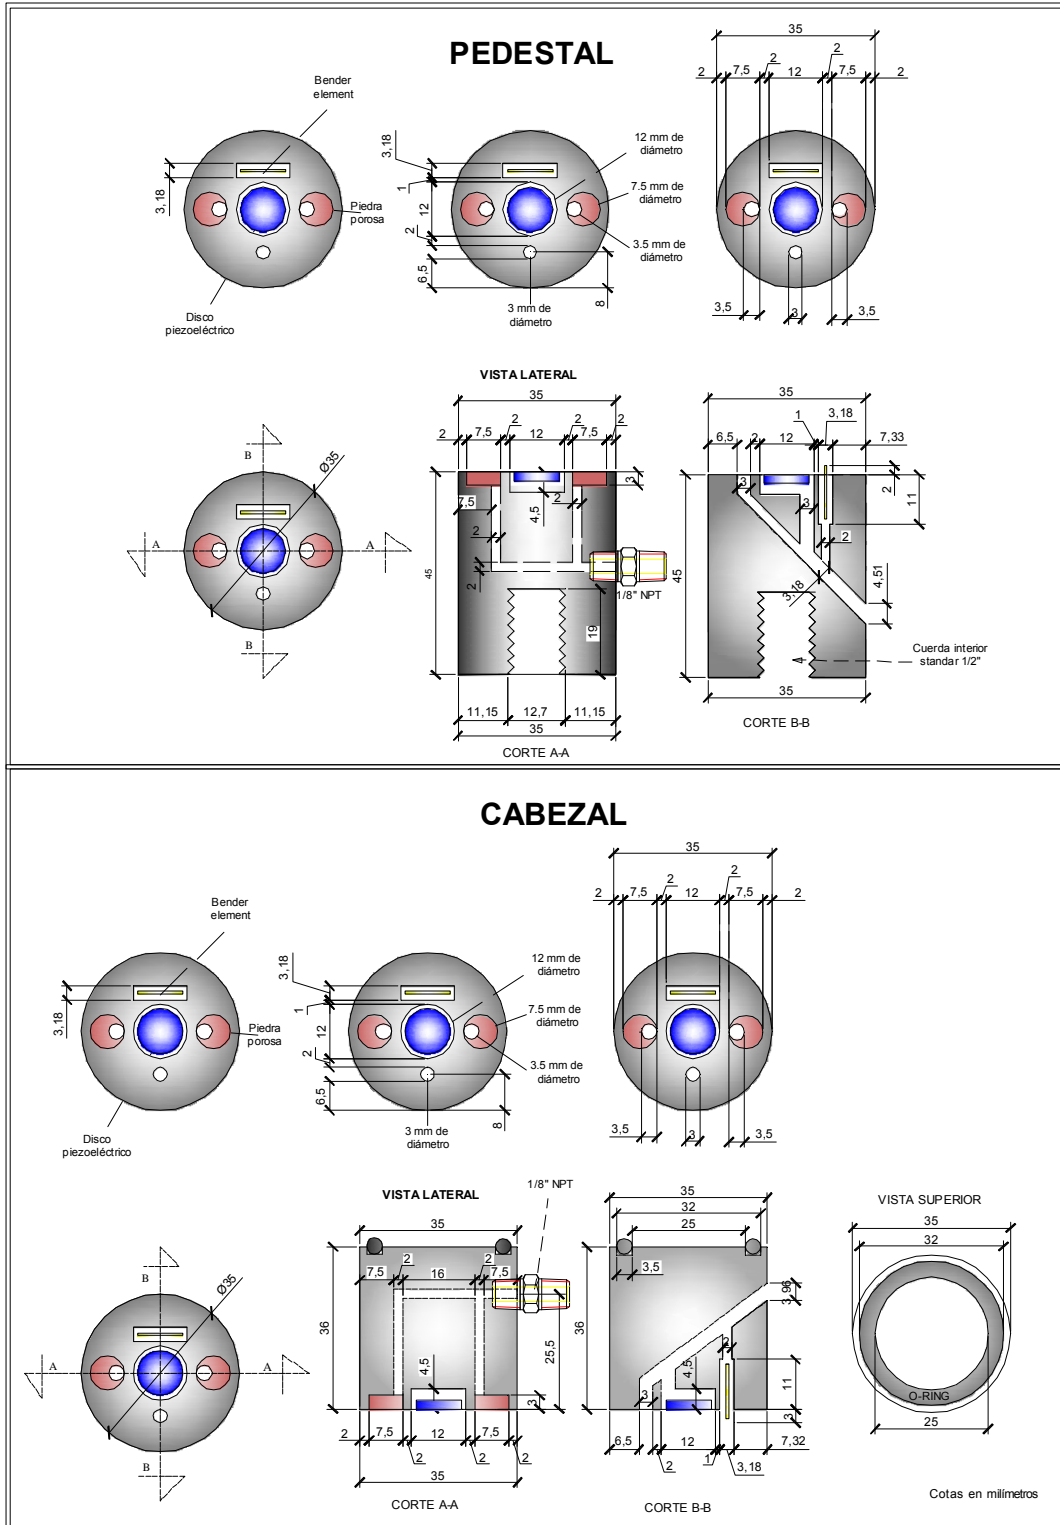 PEDESTAL
35
2
7,5
2
12
2
7,5
2
Bender
element
3,18
Piedra
porosa
Disco
piezoeléctrico
3,18
1
12
2
6,5
8
12 mm de
diámetro
7.5 mm de
diámetro
3.5 mm de
diámetro
3 mm de
diámetro
3,5
3
3,5
VISTA LATERAL
B
B
A
A
Ø35
35
2
7,5
2
12
2
7,5
2
3
7,5
4,5
2
2
2
45
1/8" NPT
19
11,15
12,7
11,15
35
CORTE A-A
35
6,5
2
12
1
3,18
7,33
3
3
2
11
2
3,18
4,51
45
Cuerda interior
standar 1/2"
35
CORTE B-B
CABEZAL
35
2
7,5
2
12
2
7,5
2
Bender
element
3,18
Piedra
porosa
Disco
piezoeléctrico
3,18
1
12
2
6,5
8
12 mm de
diámetro
7.5 mm de
diámetro
3.5 mm de
diámetro
3 mm de
diámetro
3,5
3
3,5
VISTA LATERAL
1/8" NPT
B
B
A
A
Ø35
35
7,5
2
16
2
7,5
36
4,5
25,5
3
2
7,5
2
12
2
7,5
2
35
CORTE A-A
35
32
25
3,5
3,96
36
2
4,5
3
11
3
6,5
2
12
1
3,18
7,32
CORTE B-B
VISTA SUPERIOR
35
32
O-RING
25
Cotas en milímetros